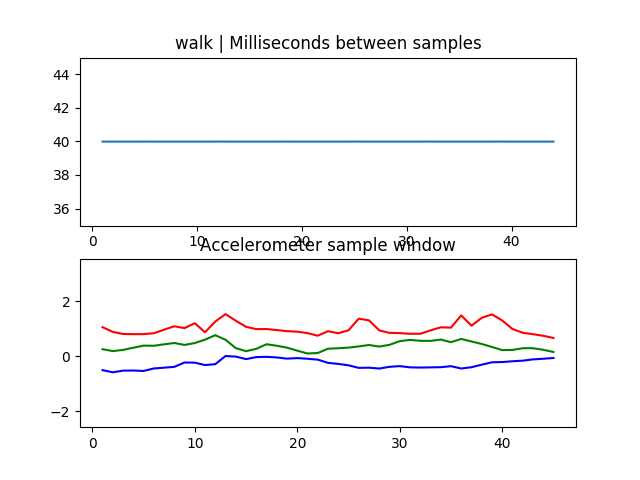 walk | Milliseconds between samples
44
42
40
38
36
0 10 20 30 40
Accelerometer sample window
2
0
−2
0 10 20 30 40